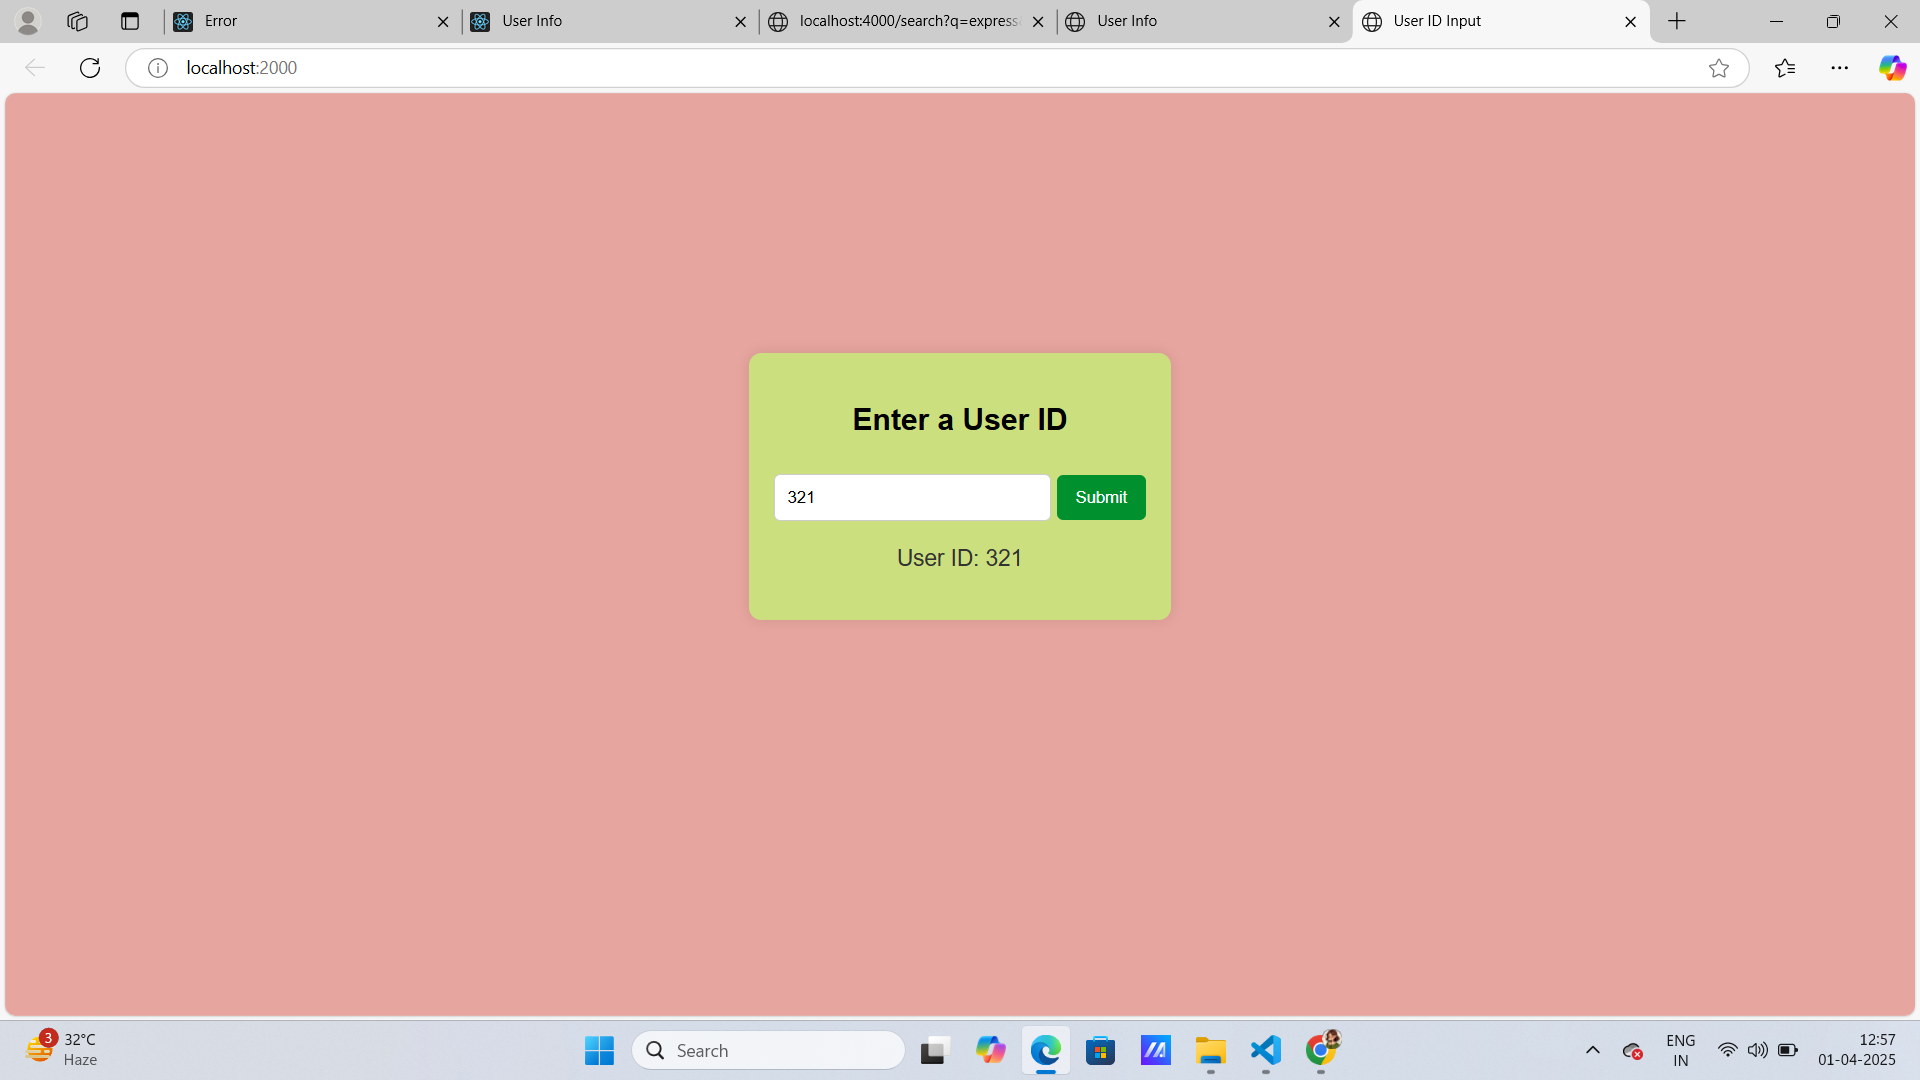 Error
User Info
localhost:4000/search?q=express
User Info
User ID Input
localhost:2000
Enter a User ID
321
Submit
User ID: 321
3
32°C
Haze
Search
ENG
IN
12:57
01-04-2025